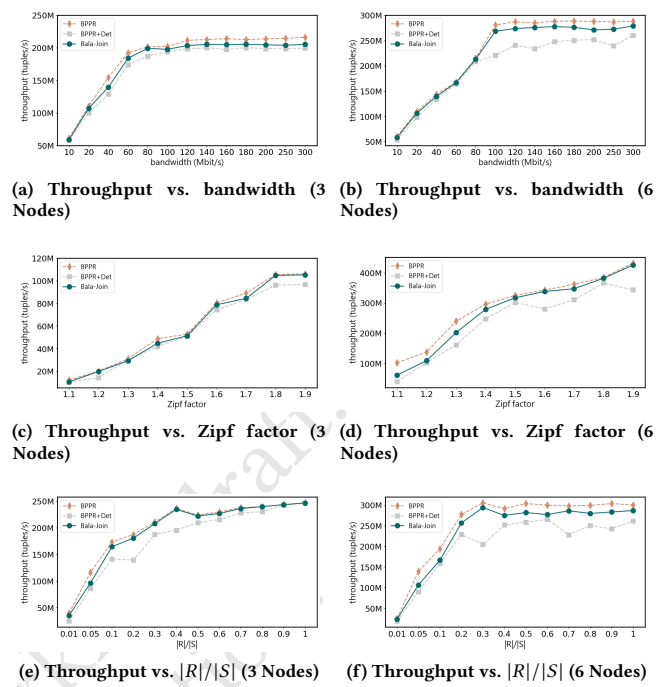 250M
200M
150M
100M
50M
throughput (tuples/s)
BPPR
BPPR+Det
Bala-Join
10 20 40 60 80 100 120 140 160 180 200 250 300
bandwidth (Mbit/s)
300M
250M
200M
150M
100M
50M
throughput (tuples/s)
BPPR
BPPR+Det
Bala-Join
10 20 40 60 80 100 120 140 160 180 200 250 300
bandwidth (Mbit/s)
(a) Throughput vs. bandwidth (3
Nodes)
(b) Throughput vs. bandwidth (6
Nodes)
120M
100M
80M
60M
40M
20M
throughput (tuples/s)
BPPR
BPPR+Det
Bala-Join
1.1 1.2 1.3 1.4 1.5 1.6 1.7 1.8 1.9
Zipf factor
400M
300M
200M
100M
throughput (tuples/s)
BPPR
BPPR+Det
Bala-Join
1.1 1.2 1.3 1.4 1.5 1.6 1.7 1.8 1.9
Zipf factor
(c) Throughput vs. Zipf factor (3
Nodes)
(d) Throughput vs. Zipf factor (6
Nodes)
250M
200M
150M
100M
50M
throughput (tuples/s)
BPPR
BPPR+Det
Bala-Join
0.01 0.05 0.1 0.2 0.3 0.4 0.5 0.6 0.7 0.8 0.9 1
|R|/|S|
300M
250M
200M
150M
100M
50M
throughput (tuples/s)
BPPR
BPPR+Det
Bala-Join
0.01 0.05 0.1 0.2 0.3 0.4 0.5 0.6 0.7 0.8 0.9 1
|R|/|S|
(e) Throughput vs. |R|/|S| (3 Nodes)
(f) Throughput vs. |R|/|S| (6 Nodes)
draft.